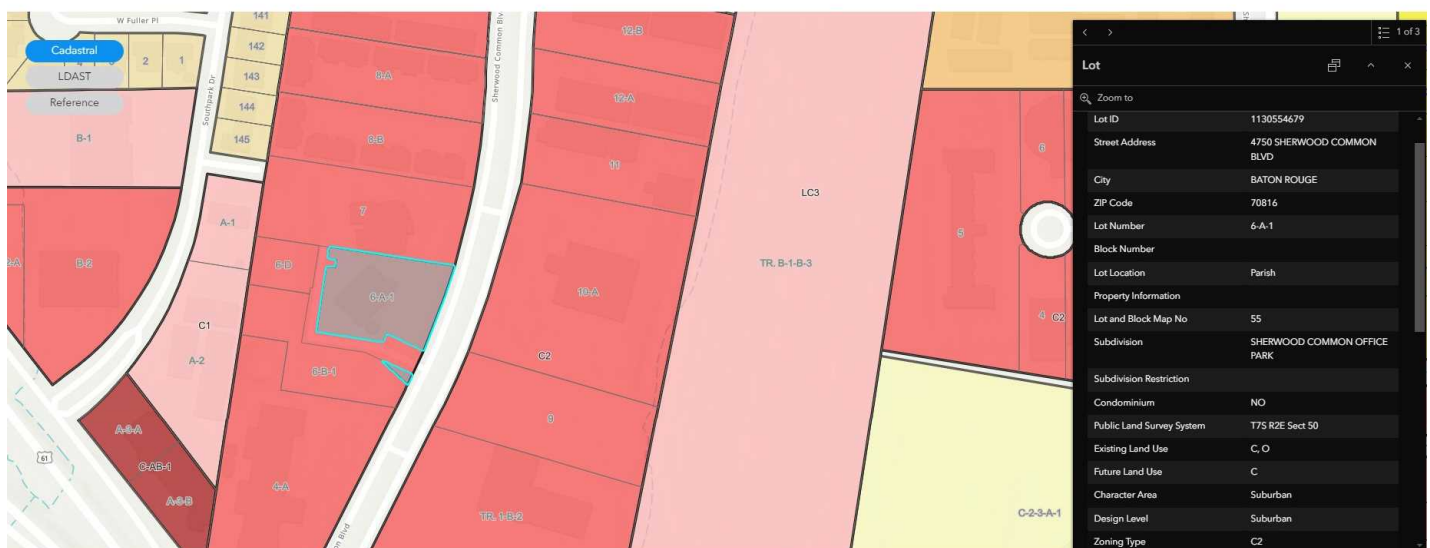 W Fuller Pl
Cadastral
LDAST
Reference
2
1
Southpark Dr
141
142
143
144
145
B-1
8-A
8-B
7
Sherwood Common Blv
12-B
12-A
11
LC3
TR. B-1-B-3
6
5
4
C2
A-1
B-2
2-A
6-D
6-A-1
10-A
C1
A-2
C2
6-B-1
9
A-3-A
C-AB-1
A-3-B
61
4-A
TR. 1-B-2
C-2-3-A-1
on Blvd
1 of 3
Lot
Zoom to
Lot ID 1130554679
Street Address 4750 SHERWOOD COMMON
BLVD
City BATON ROUGE
ZIP Code 70816
Lot Number 6-A-1
Block Number
Lot Location Parish
Property Information
Lot and Block Map No 55
Subdivision SHERWOOD COMMON OFFICE
PARK
Subdivision Restriction
Condominium NO
Public Land Survey System T7S R2E Sect 50
Existing Land Use C, O
Future Land Use C
Character Area Suburban
Design Level Suburban
Zoning Type C2